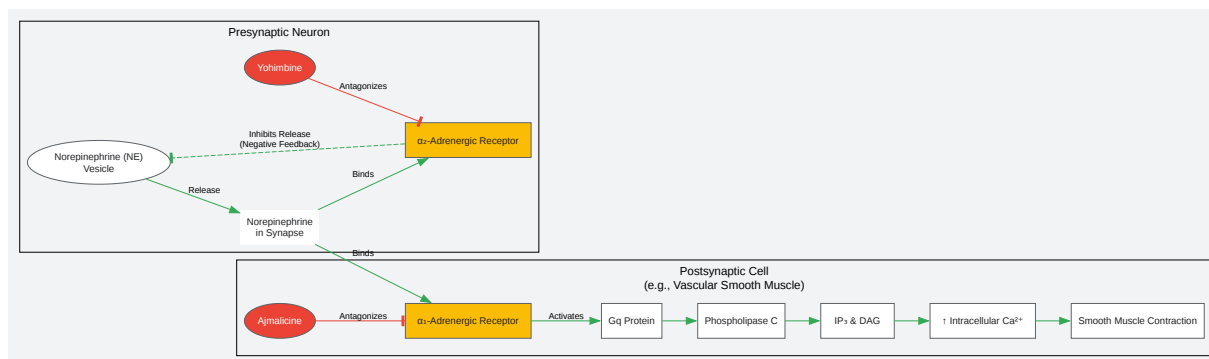 Presynaptic Neuron
Yohimbine
Antagonizes
α₂-Adrenergic Receptor
Inhibits Release
(Negative Feedback)
Norepinephrine (NE)
Vesicle
Binds
Release
Norepinephrine
in Synapse
Binds
Postsynaptic Cell
(e.g., Vascular Smooth Muscle)
Ajmalicine
Antagonizes
α₁-Adrenergic Receptor
Activates
Gq Protein
Phospholipase C
IP₃ & DAG
↑ Intracellular Ca²⁺
Smooth Muscle Contraction